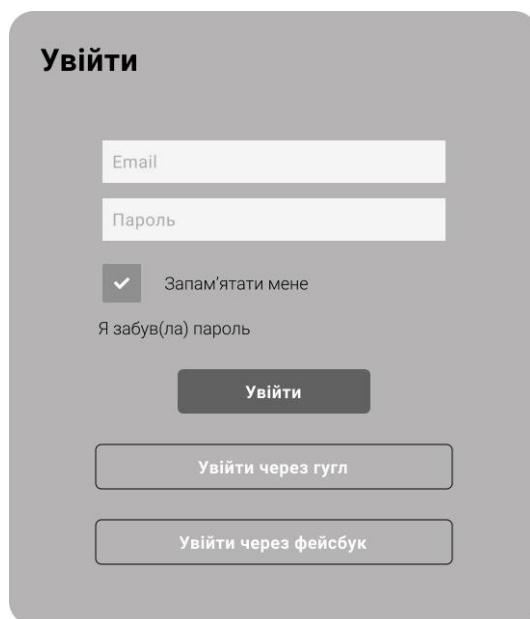 Увійти
Email
Пароль
Запам’ятати мене
Я забув(ла) пароль
Увійти
Увійти через гугл
Увійти через фейсбук